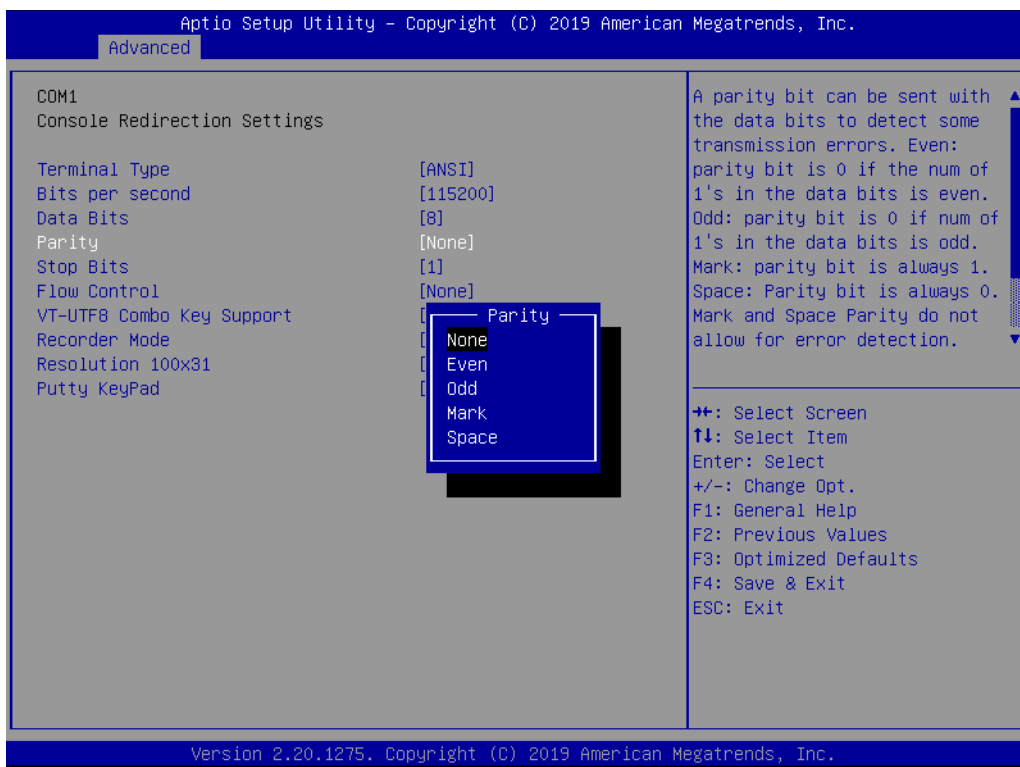 Aptio Setup Utility – Copyright (C) 2019 American Megatrends, Inc.
Advanced
COM1
Console Redirection Settings
Terminal Type [ANSI]
Bits per second [115200]
Data Bits [8]
Parity [None]
Stop Bits [1]
Flow Control [None]
VT-UTF8 Combo Key Support [
Recorder Mode [
Resolution 100x31 [
Putty KeyPad [
Parity
None
Even
Odd
Mark
Space
A parity bit can be sent with
the data bits to detect some
transmission errors. Even:
parity bit is 0 if the num of
1's in the data bits is even.
Odd: parity bit is 0 if num of
1's in the data bits is odd.
Mark: parity bit is always 1.
Space: Parity bit is always 0.
Mark and Space Parity do not
allow for error detection.
→←: Select Screen
↑↓: Select Item
Enter: Select
+/-: Change Opt.
F1: General Help
F2: Previous Values
F3: Optimized Defaults
F4: Save & Exit
ESC: Exit
Version 2.20.1275. Copyright (C) 2019 American Megatrends, Inc.